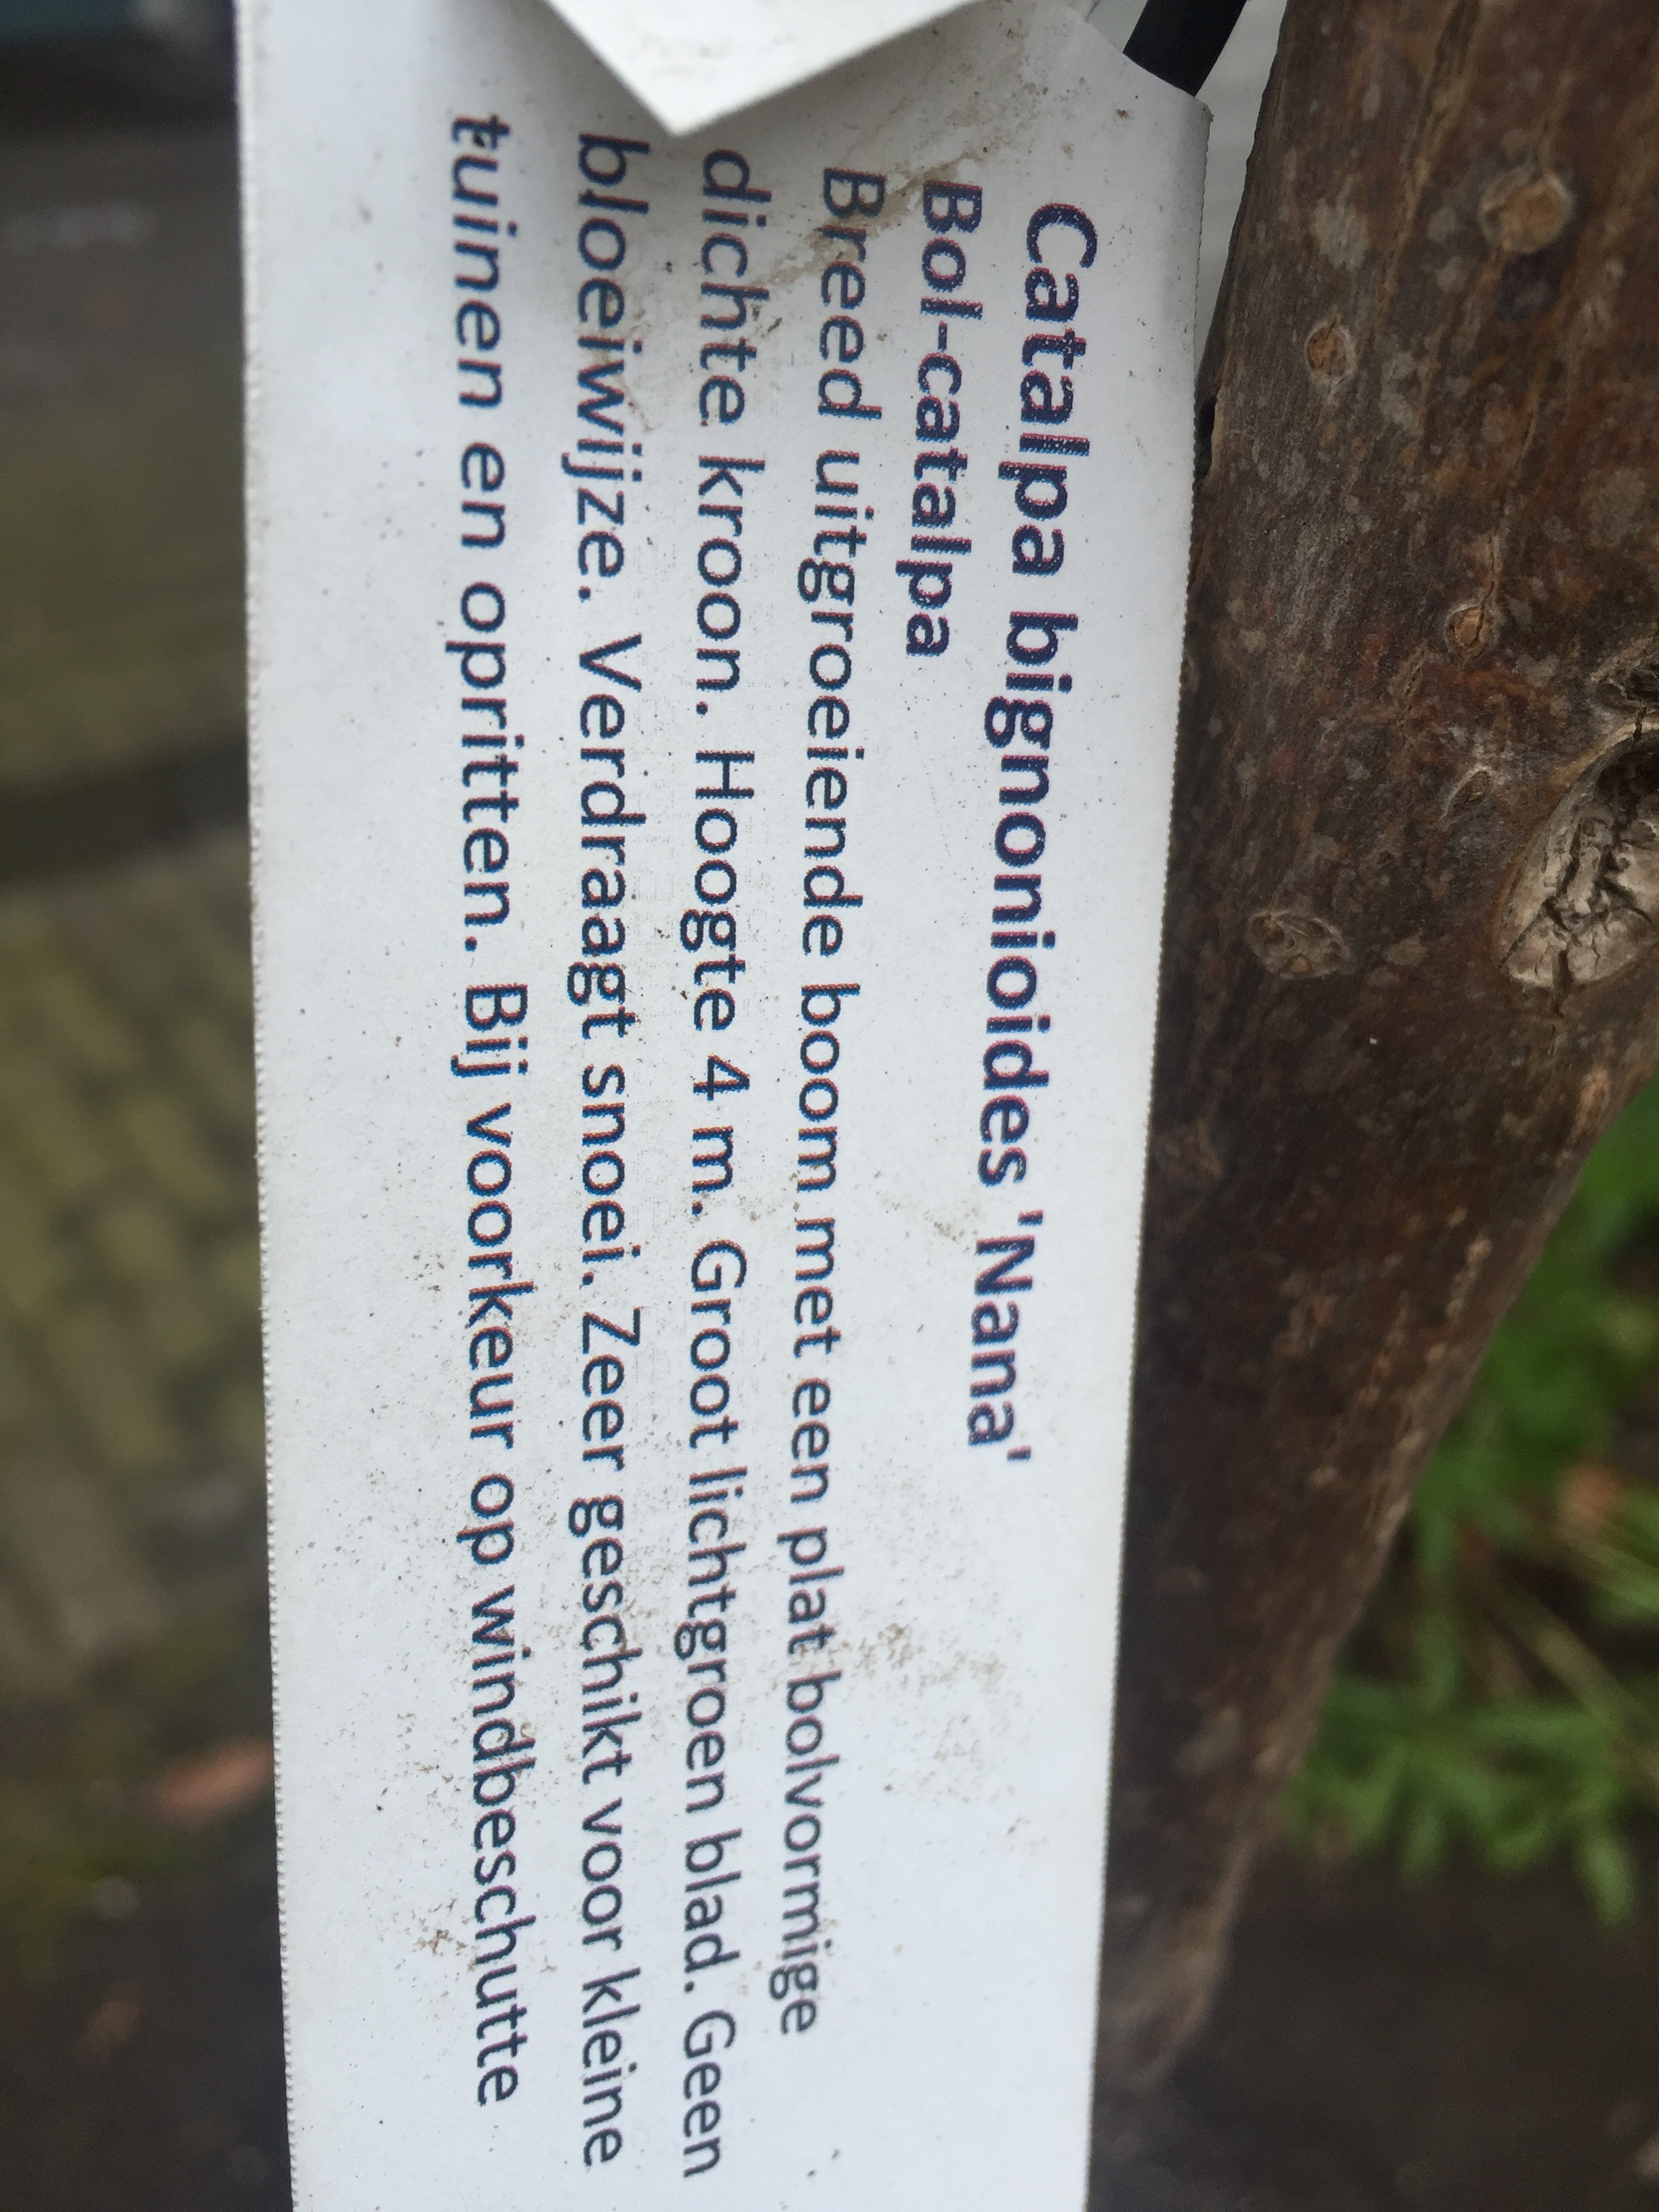 Catalpa bignonioides 'Nana'
Bol-catalpa
Breed uitgroeiende boom met een plat bolvormige
dichte kroon. Hoogte 4 m. Groot lichtgroen blad. Geen
bloeiwijze. Verdraagt snoei. Zeer geschikt voor kleine
tuinen en opritten. Bij voorkeur op windbeschutte